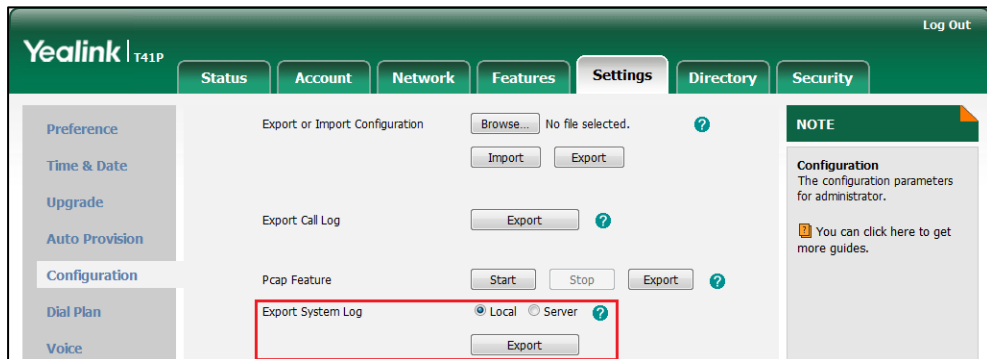 Log Out
Yealink T41P
Status Account Network Features Settings Directory Security
Preference
Time & Date
Upgrade
Auto Provision
Configuration
Dial Plan
Voice
Export or Import Configuration Browse... No file selected. ?
Import Export
Export Call Log Export ?
Pcap Feature Start Stop Export ?
Export System Log Local Server ?
Export
NOTE
Configuration
The configuration parameters
for administrator.
? You can click here to get
more guides.